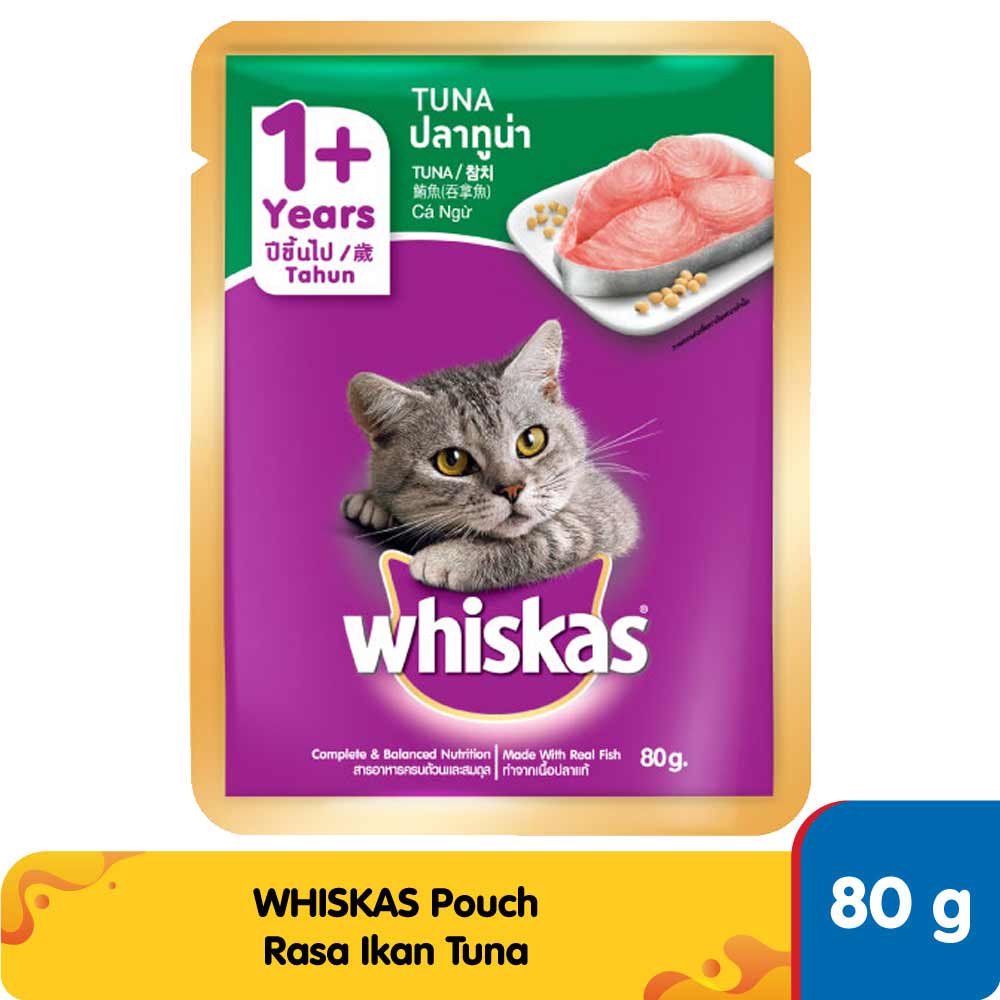 1+
Years
ปีขึ้นไป / 歲
Tahun
TUNA
ปลาทูน่า
TUNA / 참치
鮪魚(吞拿魚)
Cá Ngừ
whiskas®
Complete & Balanced Nutrition | Made With Real Fish
สารอาหารครบถ้วนและสมดุล | ทำจากเนื้อปลาแท้
80g.
WHISKAS Pouch
Rasa Ikan Tuna
80 g